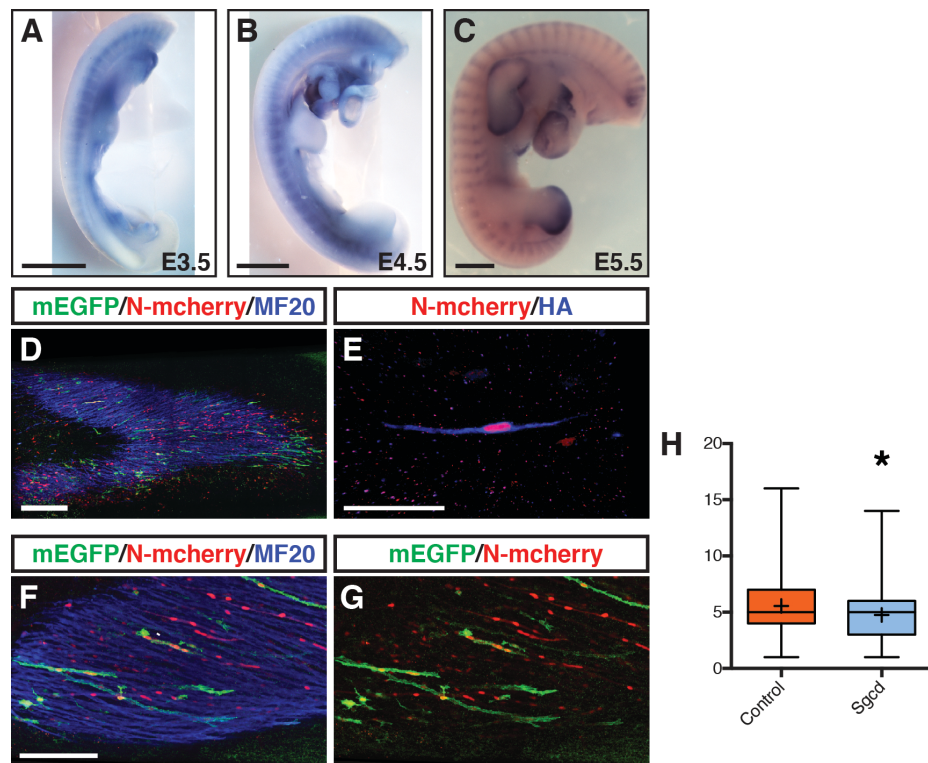 A
E3.5
B
E4.5
C
E5.5
mEGFP/N-mcherry/MF20
N-mcherry/HA
D
E
mEGFP/N-mcherry/MF20
mEGFP/N-mcherry
F
G
H
20
15
10
5
0
*
Control
Sgcd